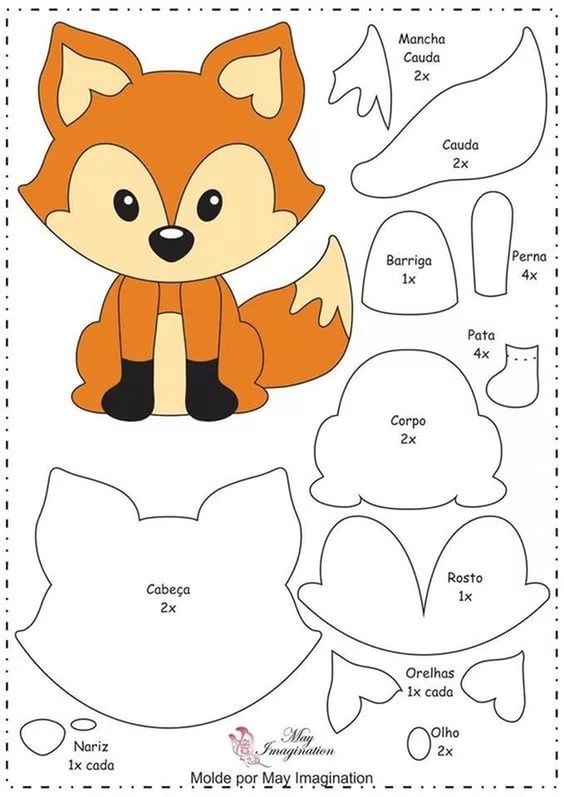 Mancha
Cauda
2x
Cauda
2x
Barriga
1x
Perna
4x
Pata
4x
Corpo
2x
Cabeça
2x
Rosto
1x
Orelhas
1x cada
Olho
2x
Nariz
1x cada
May
Imagination
Molde por May Imagination